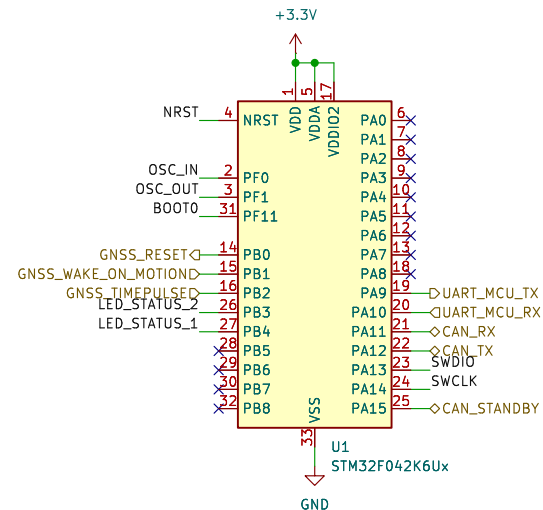 +3.3V
1 5 17
VDD VDDA VDDIO2
NRST 4 NRST PA0 6
PA1 7
PA2 8
OSC_IN 2 PF0 PA3 9
OSC_OUT 3 PF1 PA4 10
BOOT0 31 PF11 PA5 11
PA6 12
GNSS_RESET 14 PB0 PA7 13
GNSS_WAKE_ON_MOTION 15 PB1 PA8 18
GNSS_TIMEPULSE 16 PB2 PA9 19 UART_MCU_TX
LED_STATUS_2 26 PB3 PA10 20 UART_MCU_RX
LED_STATUS_1 27 PB4 PA11 21 CAN_RX
28 PB5 PA12 22 CAN_TX
29 PB6 PA13 23 SWDIO
30 PB7 PA14 24 SWCLK
32 PB8 PA15 25 CAN_STANDBY
VSS
33
U1
STM32F042K6Ux
GND